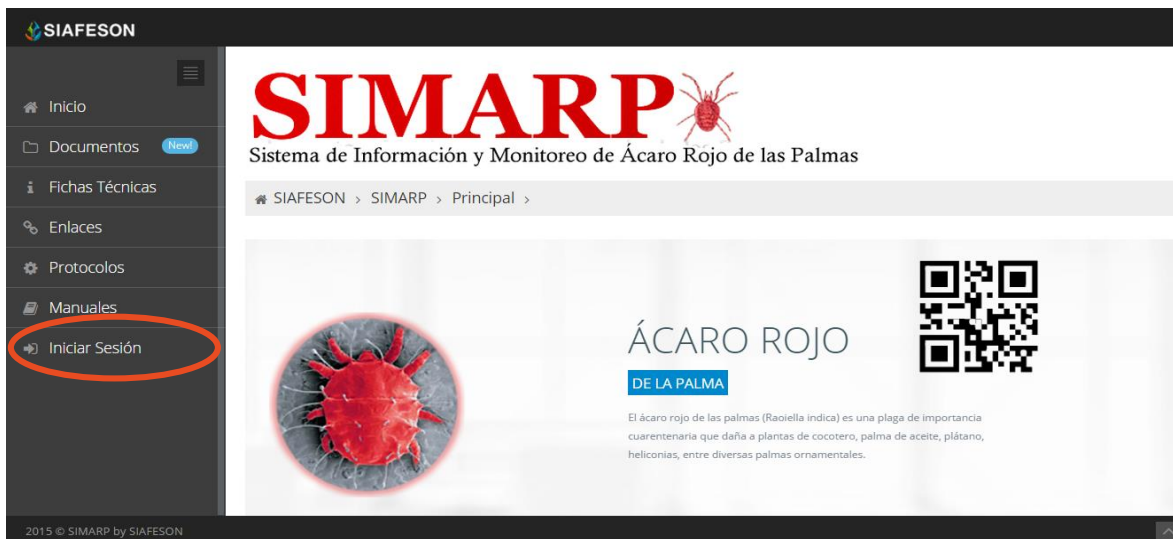 SIAFESON
Inicio
Documentos New!
Fichas Técnicas
Enlaces
Protocolos
Manuales
Iniciar Sesión
SIMARP
Sistema de Información y Monitoreo de Ácaro Rojo de las Palmas
SIAFESON > SIMARP > Principal >
ÁCARO ROJO
DE LA PALMA
El ácaro rojo de las palmas (Raoiella indica) es una plaga de importancia
cuarentenaria que daña a plantas de cocotero, palma de aceite, plátano,
heliconias, entre diversas palmas ornamentales.
2015 © SIMARP by SIAFESON